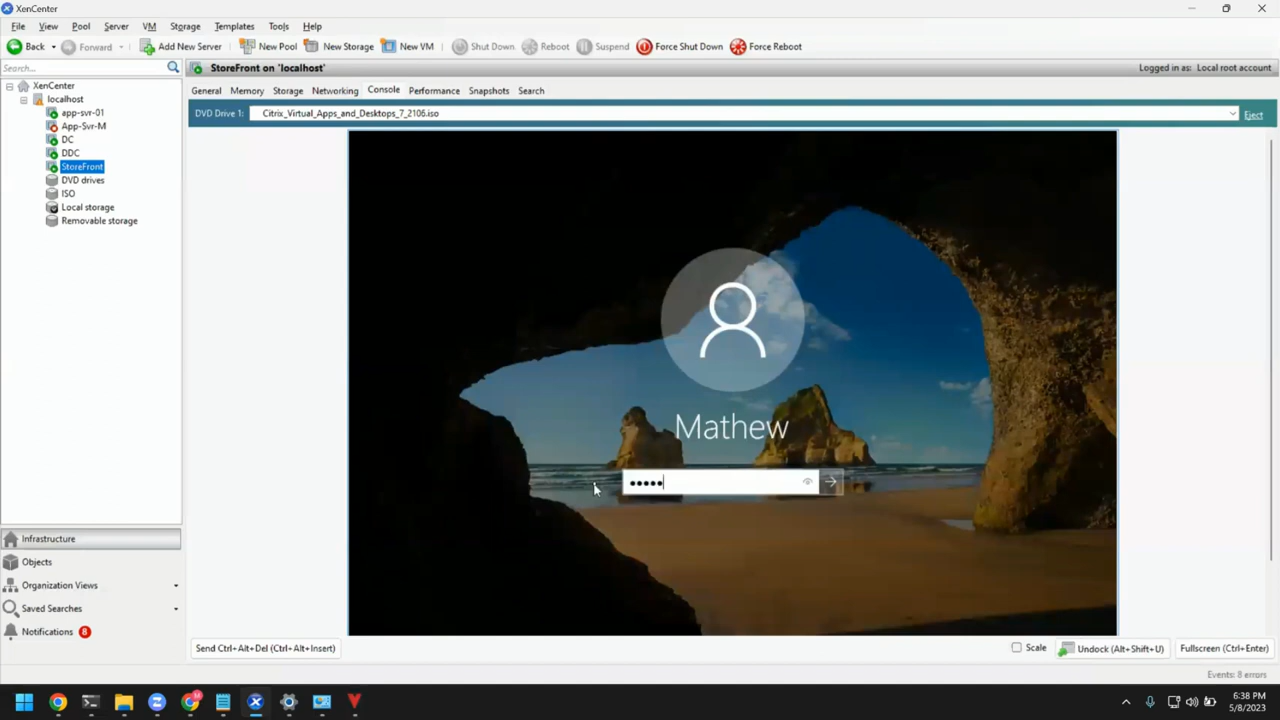 XenCenter
File View Pool Server VM Storage Templates Tools Help
Back Forward Add New Server New Pool New Storage New VM Shut Down Reboot Suspend Force Shut Down Force Reboot
Search... StoreFront on 'localhost' Logged in as: Local root account
XenCenter
localhost
app-svr-01
App-Svr-M
DC
DDC
StoreFront
DVD drives
ISO
Local storage
Removable storage
General Memory Storage Networking Console Performance Snapshots Search
DVD Drive 1: Citrix_Virtual_Apps_and_Desktops_7_2106.iso Eject
Mathew
Infrastructure
Objects
Organization Views
Saved Searches
Notifications 8
Send Ctrl+Alt+Del (Ctrl+Alt+Insert) Scale Undock (Alt+Shift+U) Fullscreen (Ctrl+Enter)
Events: 8 errors
6:38 PM
5/8/2023